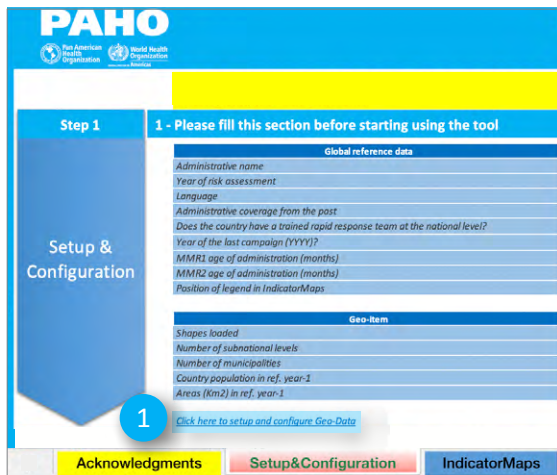 PAHO
Pan American
Health
Organization
World Health
Organization
Americas
Step 1
1 - Please fill this section before starting using the tool
Global reference data
Administrative name
Year of risk assessment
Language
Administrative coverage from the past
Does the country have a trained rapid response team at the national level?
Year of the last campaign (YYYY)?
MMR1 age of administration (months)
MMR2 age of administration (months)
Position of legend in IndicatorMaps
Setup &
Configuration
Geo-Item
Shapes loaded
Number of subnational levels
Number of municipalities
Country population in ref. year-1
Areas (Km2) in ref. year-1
1
Click here to setup and configure Geo-Data
Acknowledgments
Setup&Configuration
IndicatorMaps